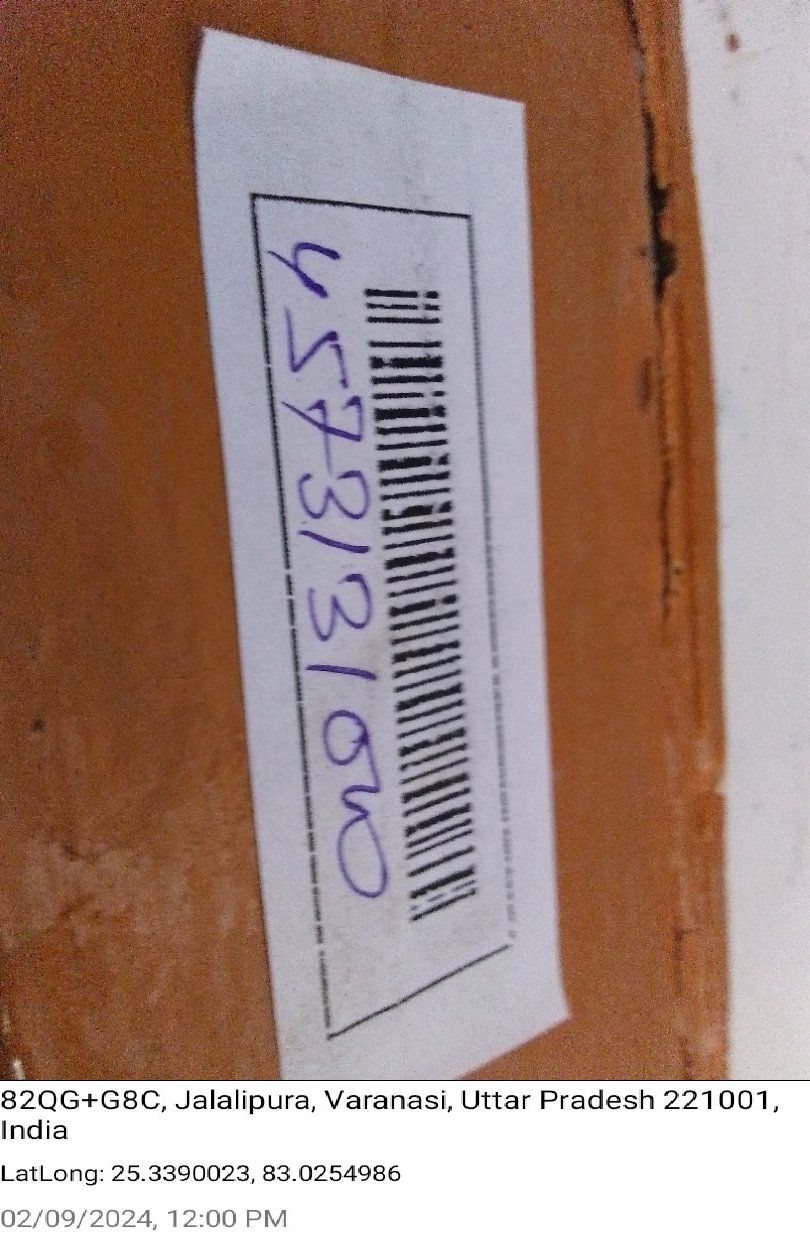 4573131000
82QG+G8C, Jalalipura, Varanasi, Uttar Pradesh 221001,
India
LatLong: 25.3390023, 83.0254986
02/09/2024, 12:00 PM